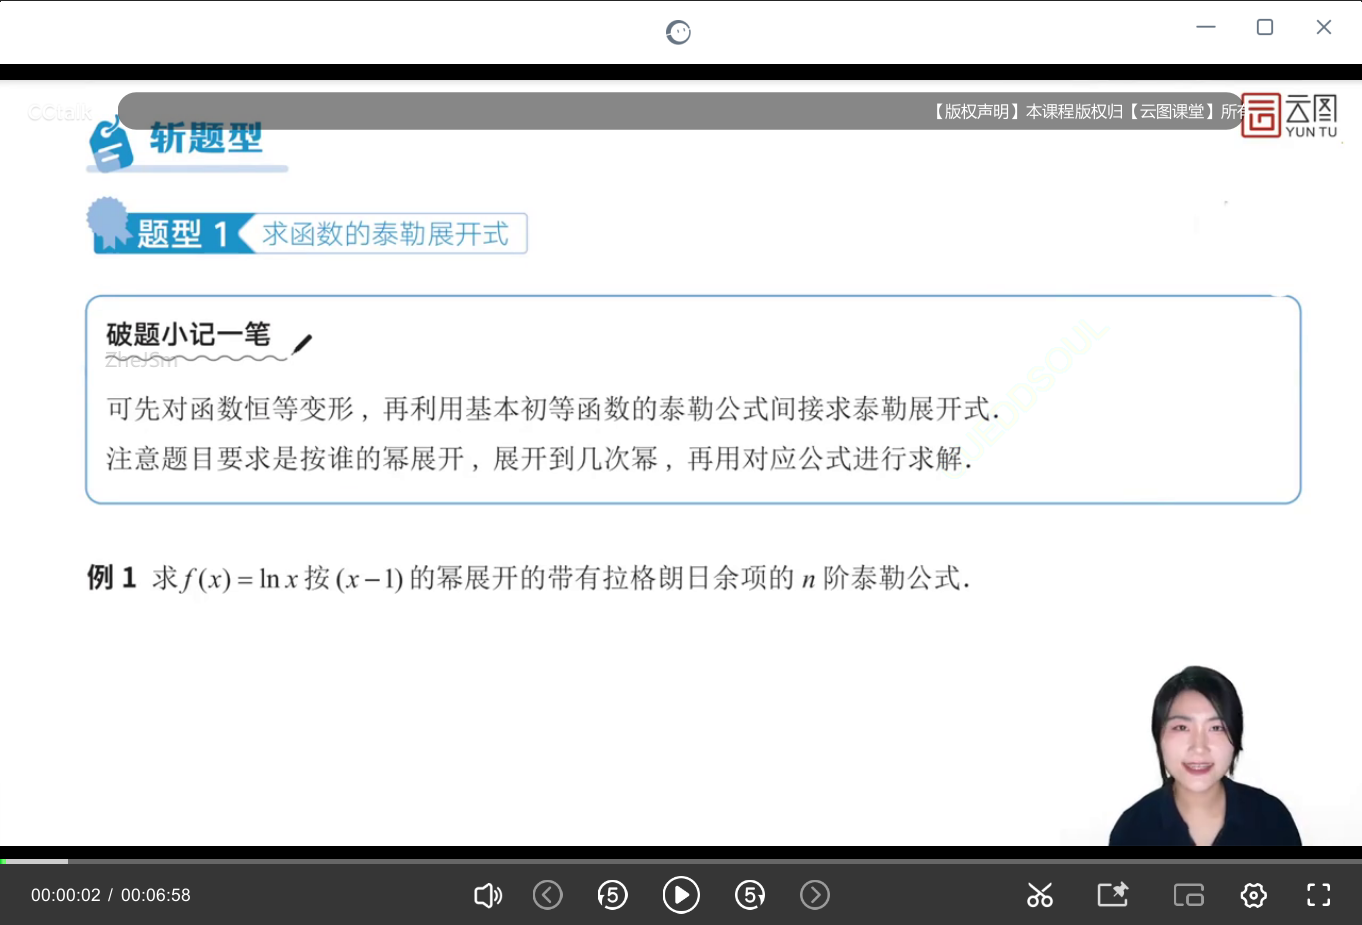 CCtalk
【版权声明】本课程版权归【云图课堂】所有
云图
YUN TU
斩题型
题型 1 求函数的泰勒展开式
破题小记一笔
ZheJSm
可先对函数恒等变形，再利用基本初等函数的泰勒公式间接求泰勒展开式．
注意题目要求是按谁的幂展开，展开到几次幂，再用对应公式进行求解．
例 1 求 f (x) = ln x 按 (x − 1) 的幂展开的带有拉格朗日余项的 n 阶泰勒公式．
00:00:02 / 00:06:58
5
5